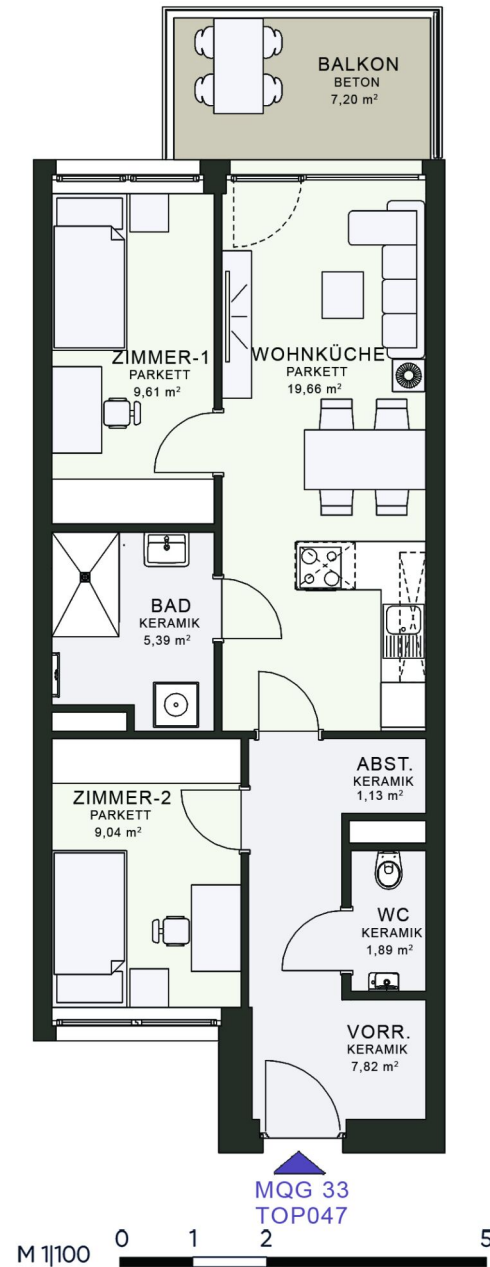 BALKON
BETON
7,20 m²
ZIMMER-1
PARKETT
9,61 m²
WOHNKÜCHE
PARKETT
19,66 m²
BAD
KERAMIK
5,39 m²
ABST.
KERAMIK
1,13 m²
ZIMMER-2
PARKETT
9,04 m²
WC
KERAMIK
1,89 m²
VORR.
KERAMIK
7,82 m²
MQG 33
TOP047
M 1|100 0 1 2 5